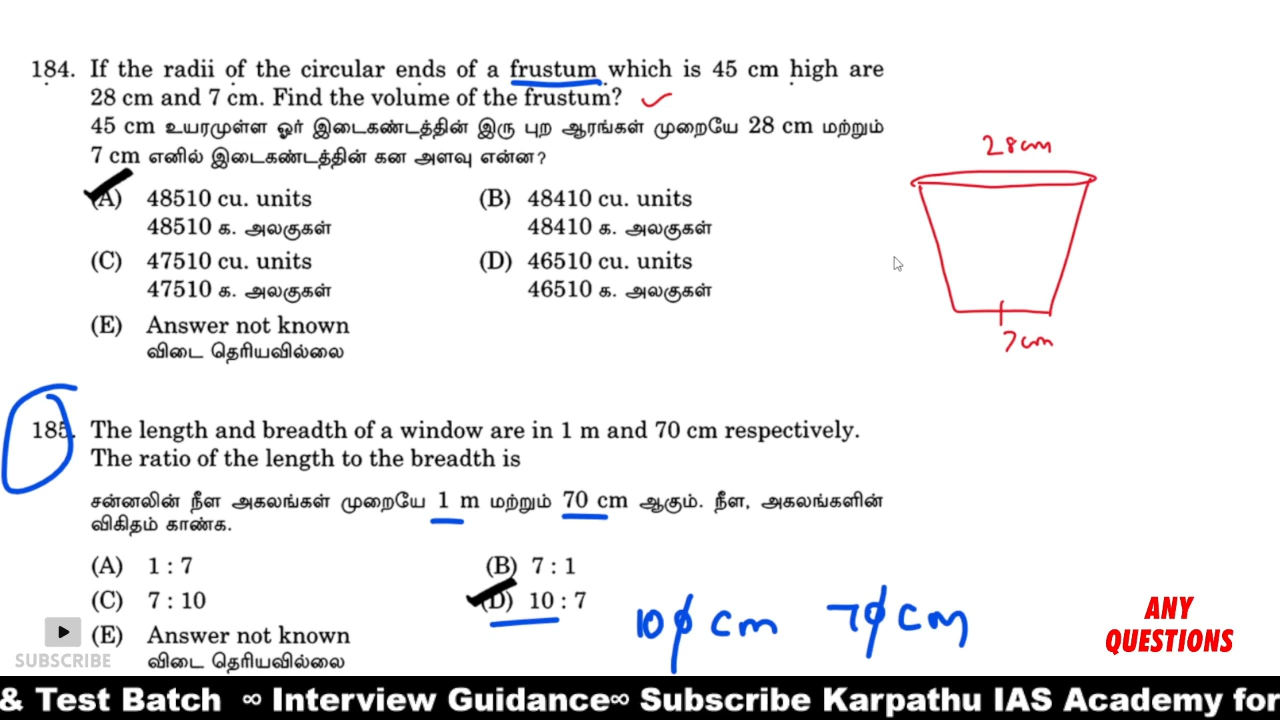 184. If the radii of the circular ends of a frustum which is 45 cm high are
28 cm and 7 cm. Find the volume of the frustum?
45 cm உயரமுள்ள ஓர் இடைகண்டத்தின் இரு புற ஆரங்கள் முறையே 28 cm மற்றும்
7 cm எனில் இடைகண்டத்தின் கன அளவு என்ன?
(A) 48510 cu. units
48510 க. அலகுகள்
(B) 48410 cu. units
48410 க. அலகுகள்
(C) 47510 cu. units
47510 க. அலகுகள்
(D) 46510 cu. units
46510 க. அலகுகள்
(E) Answer not known
விடை தெரியவில்லை
28cm
7cm
185. The length and breadth of a window are in 1 m and 70 cm respectively.
The ratio of the length to the breadth is
சன்னலின் நீள அகலங்கள் முறையே 1 m மற்றும் 70 cm ஆகும். நீள, அகலங்களின்
விகிதம் காண்க.
(A) 1 : 7
(B) 7 : 1
(C) 7 : 10
(D) 10 : 7
(E) Answer not known
விடை தெரியவில்லை
100 cm 70 cm
ANY
QUESTIONS
SUBSCRIBE
& Test Batch ∞ Interview Guidance∞ Subscribe Karpathu IAS Academy for